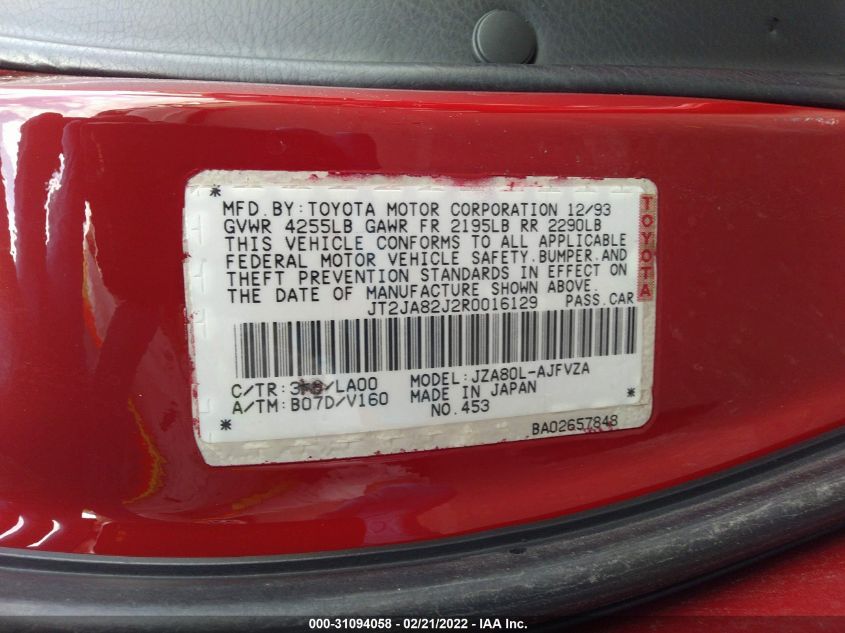 *
MFD.BY:TOYOTA MOTOR CORPORATION 12/93
GVWR 4255LB GAWR FR 2195LB RR 2290LB
THIS VEHICLE CONFORMS TO ALL APPLICABLE
FEDERAL MOTOR VEHICLE SAFETY,BUMPER,AND
THEFT PREVENTION STANDARDS IN EFFECT ON
THE DATE OF MANUFACTURE SHOWN ABOVE.
JT2JA82J2R0016129 PASS.CAR
TOYOTA
C/TR: MODEL: JZA80L-AJFVZA *
A/TM: B07D/V160 MADE IN JAPAN
* NO.453
BA02657848
000-31094058 - 02/21/2022 - IAA Inc.